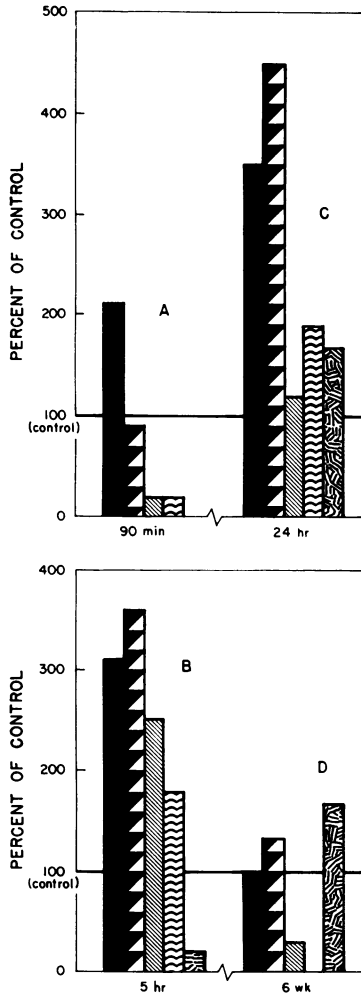 500
400
300
200
100
(control)
0
PERCENT OF CONTROL
A
C
90 min
24 hr
400
300
200
100
(control)
0
PERCENT OF CONTROL
B
D
5 hr
6 wk